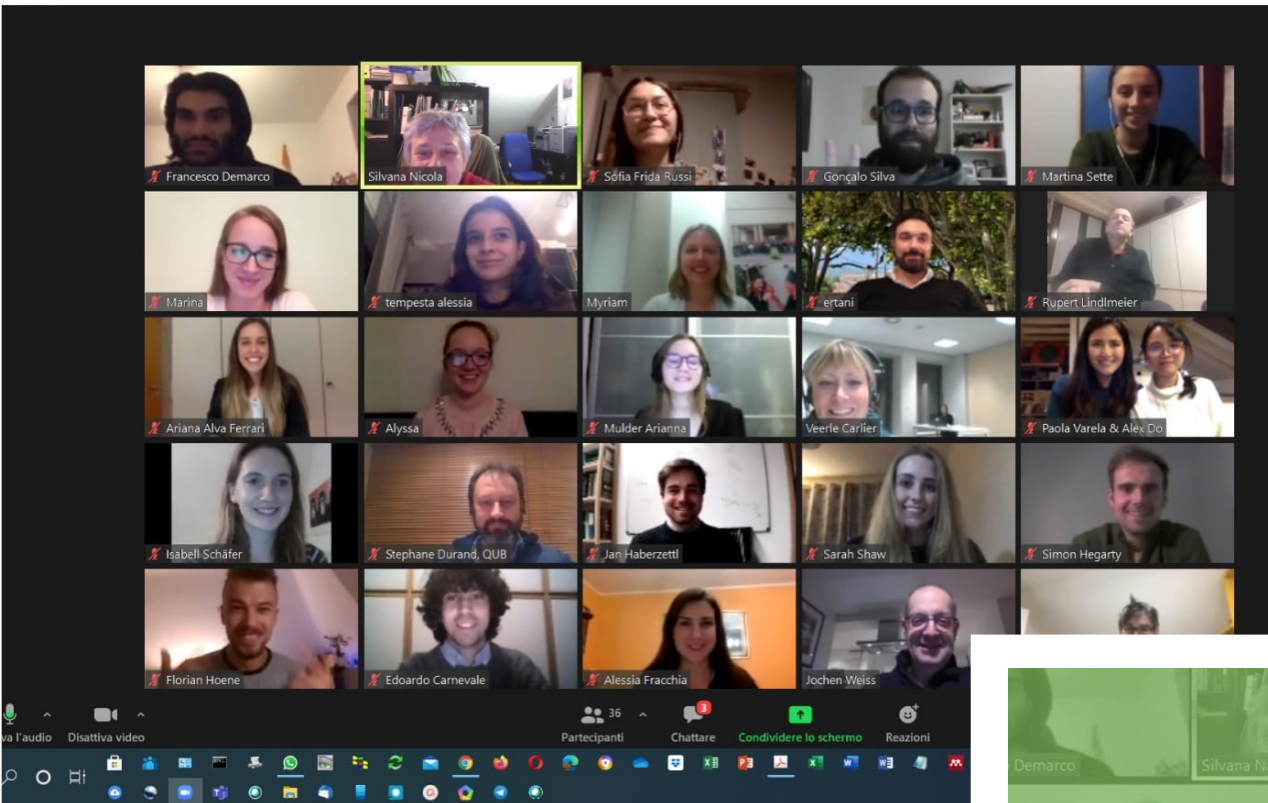 Francesco Demarco
Silvana Nicola
Sofia Frida Russi
Gonçalo Silva
Martina Sette
Marina
tempesta alessia
Myriam
ertani
Rupert Lindlmeier
Ariana Alva Ferrari
Alyssa
Mulder Arianna
Veerle Carlier
Paola Varela & Alex Do
Isabell Schäfer
Stephane Durand, QUB
Jan Haberzettl
Sarah Shaw
Simon Hegarty
Florian Hoene
Edoardo Carnevale
Alessia Fracchia
Jochen Weiss
36
3
va l'audio
Disattiva video
Partecipanti
Chattare
Condividere lo schermo
Reazioni
Demarco
Silvana N